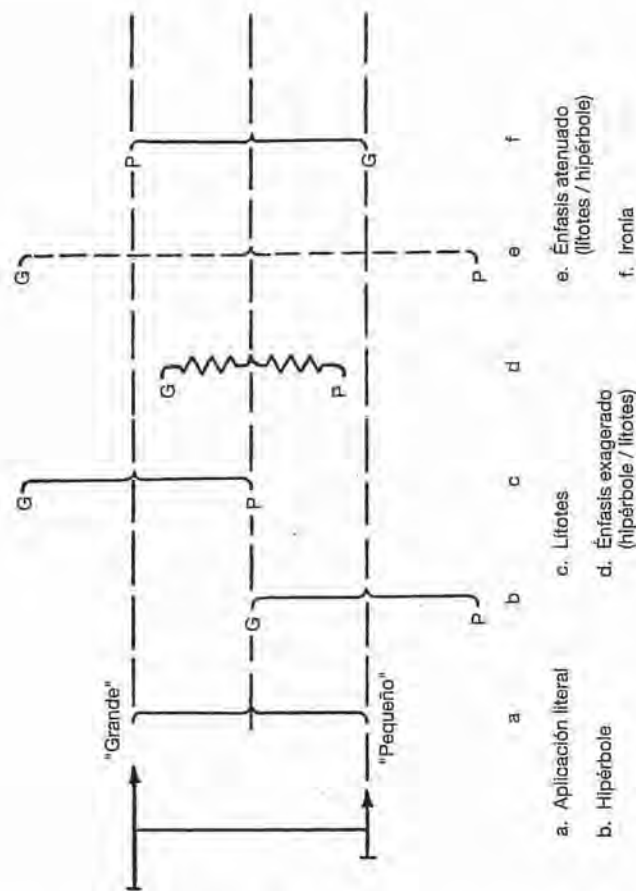 G G
"Grande" P
G
G P
P
"Pequeño" G
P P
a b c d e f
a. Aplicación literal
b. Hipérbole
c. Lítotes
d. Énfasis exagerado
(hipérbole / lítotes)
e. Énfasis atenuado
(lítotes / hipérbole)
f. Ironía